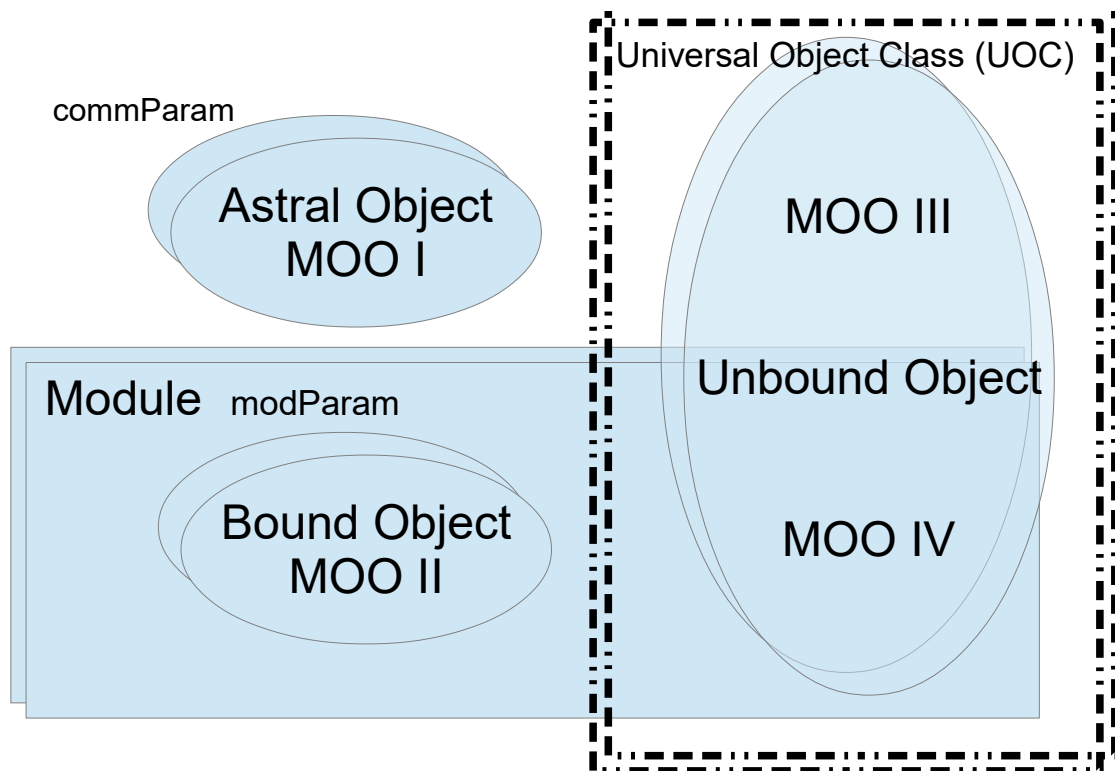 Universal Object Class (UOC)
commParam
Astral Object
MOO I
MOO III
Module modParam
Unbound Object
Bound Object
MOO II
MOO IV